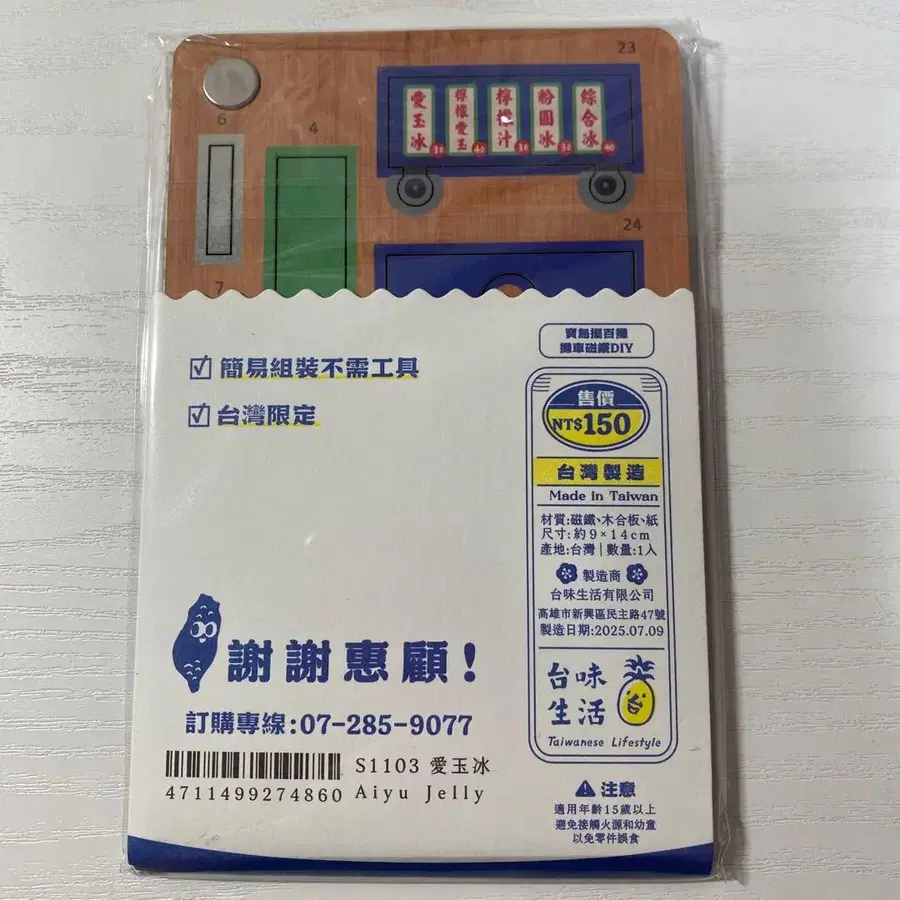 23
6
4
愛玉冰 30
檸檬愛玉 40
檸檬汁 30
粉圓冰 30
綜合冰 40
24
7
寶島擺百攤
攤車磁鐵DIY
簡易組裝不需工具
台灣限定
售價
NT$150
台灣製造
Made in Taiwan
材質:磁鐵、木合板、紙
尺寸:約9×14cm
產地:台灣|數量:1入
製造商
台味生活有限公司
高雄市新興區民主路47號
製造日期:2025.07.09
台味
生活
台
Taiwanese Lifestyle
謝謝惠顧!
訂購專線:07-285-9077
S1103 愛玉冰
4711499274860 Aiyu Jelly
注意
適用年齡15歲以上
避免接觸火源和幼童
以免零件誤食